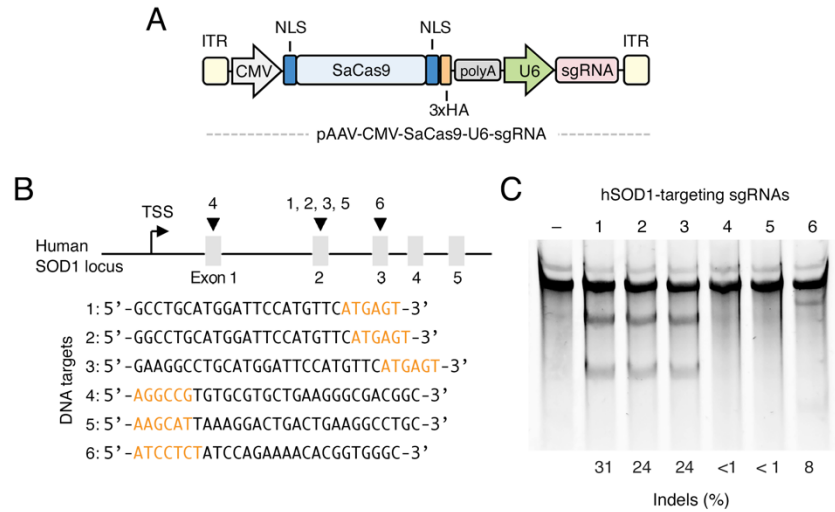 A
ITR
NLS
NLS
ITR
CMV
SaCas9
polyA
U6
sgRNA
3xHA
pAAV-CMV-SaCas9-U6-sgRNA
B
TSS
4
1, 2, 3, 5
6
Human
SOD1 locus
Exon 1
2
3
4
5
DNA targets
1: 5’-GCCTGCATGGATTCCATGTTCATGAGT-3’
2: 5’-GGCCTGCATGGATTCCATGTTCATGAGT-3’
3: 5’-GAAGGCCTGCATGGATTCCATGTTCATGAGT-3’
4: 5’-AGGCCGTGTGCGTGCTGAAGGGCGACGGC-3’
5: 5’-AAGCATTAAAGGACTGACTGAAGGCCTGC-3’
6: 5’-ATCCTCTATCCAGAAAACACGGTGGGC-3’
C
hSOD1-targeting sgRNAs
– 1 2 3 4 5 6
31 24 24 <1 < 1 8
Indels (%)